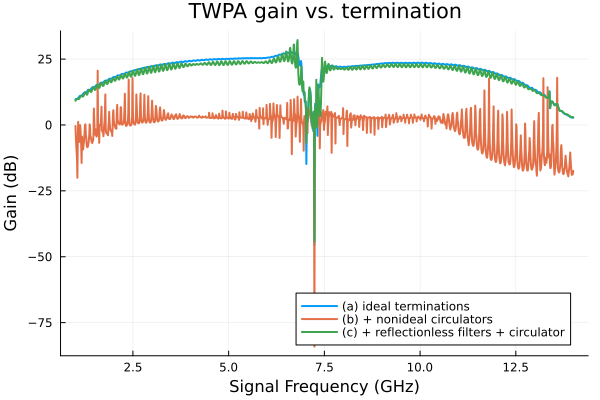 TWPA gain vs. termination
Gain (dB)
25
0
−25
−50
−75
(a) ideal terminations
(b) + nonideal circulators
(c) + reflectionless filters + circulator
2.5 5.0 7.5 10.0 12.5
Signal Frequency (GHz)